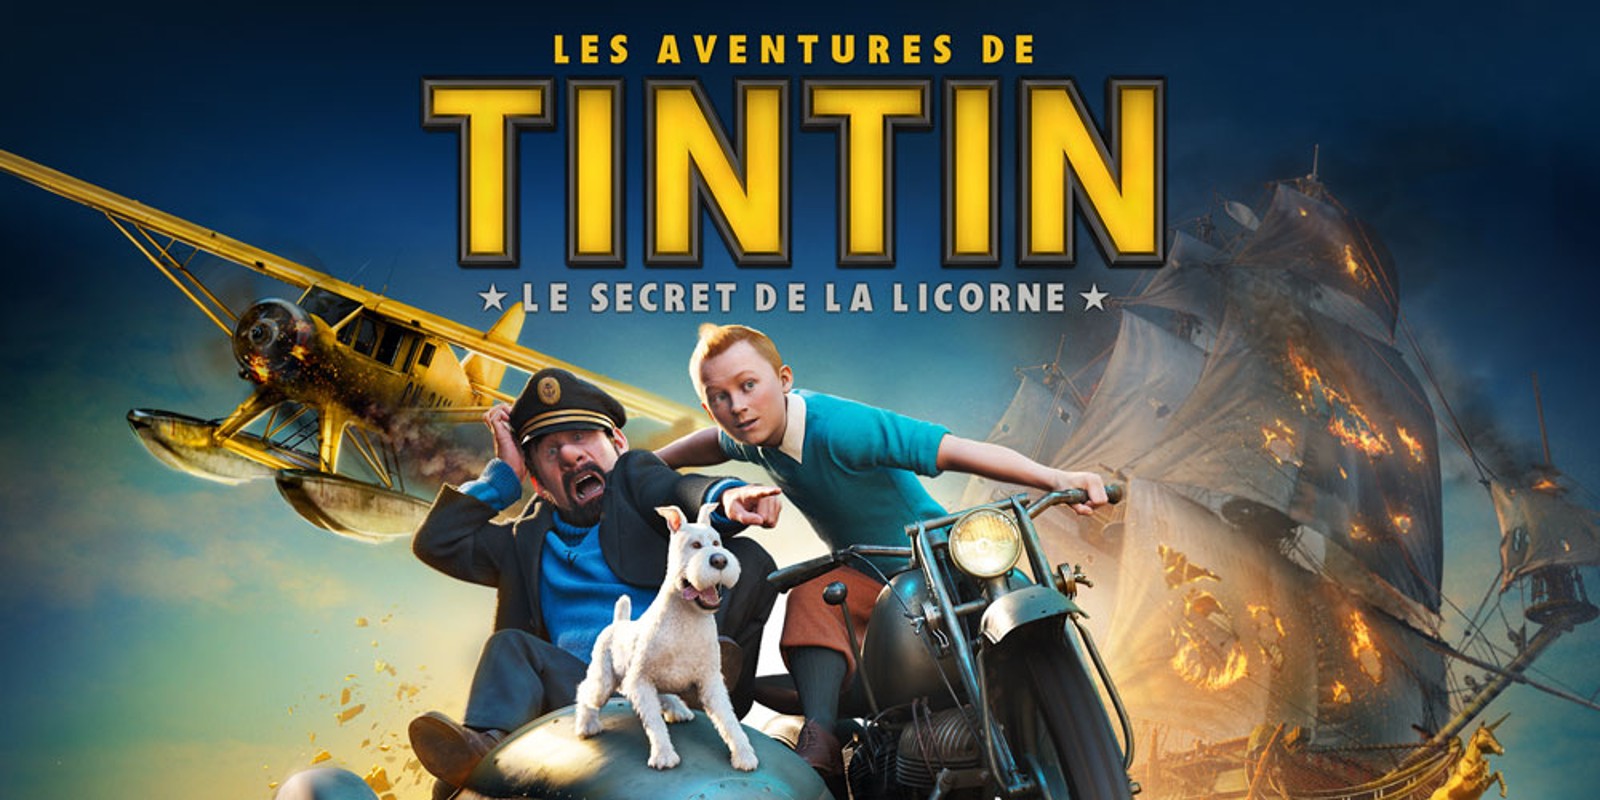 LES AVENTURES DE
TINTIN
★ LE SECRET DE LA LICORNE ★